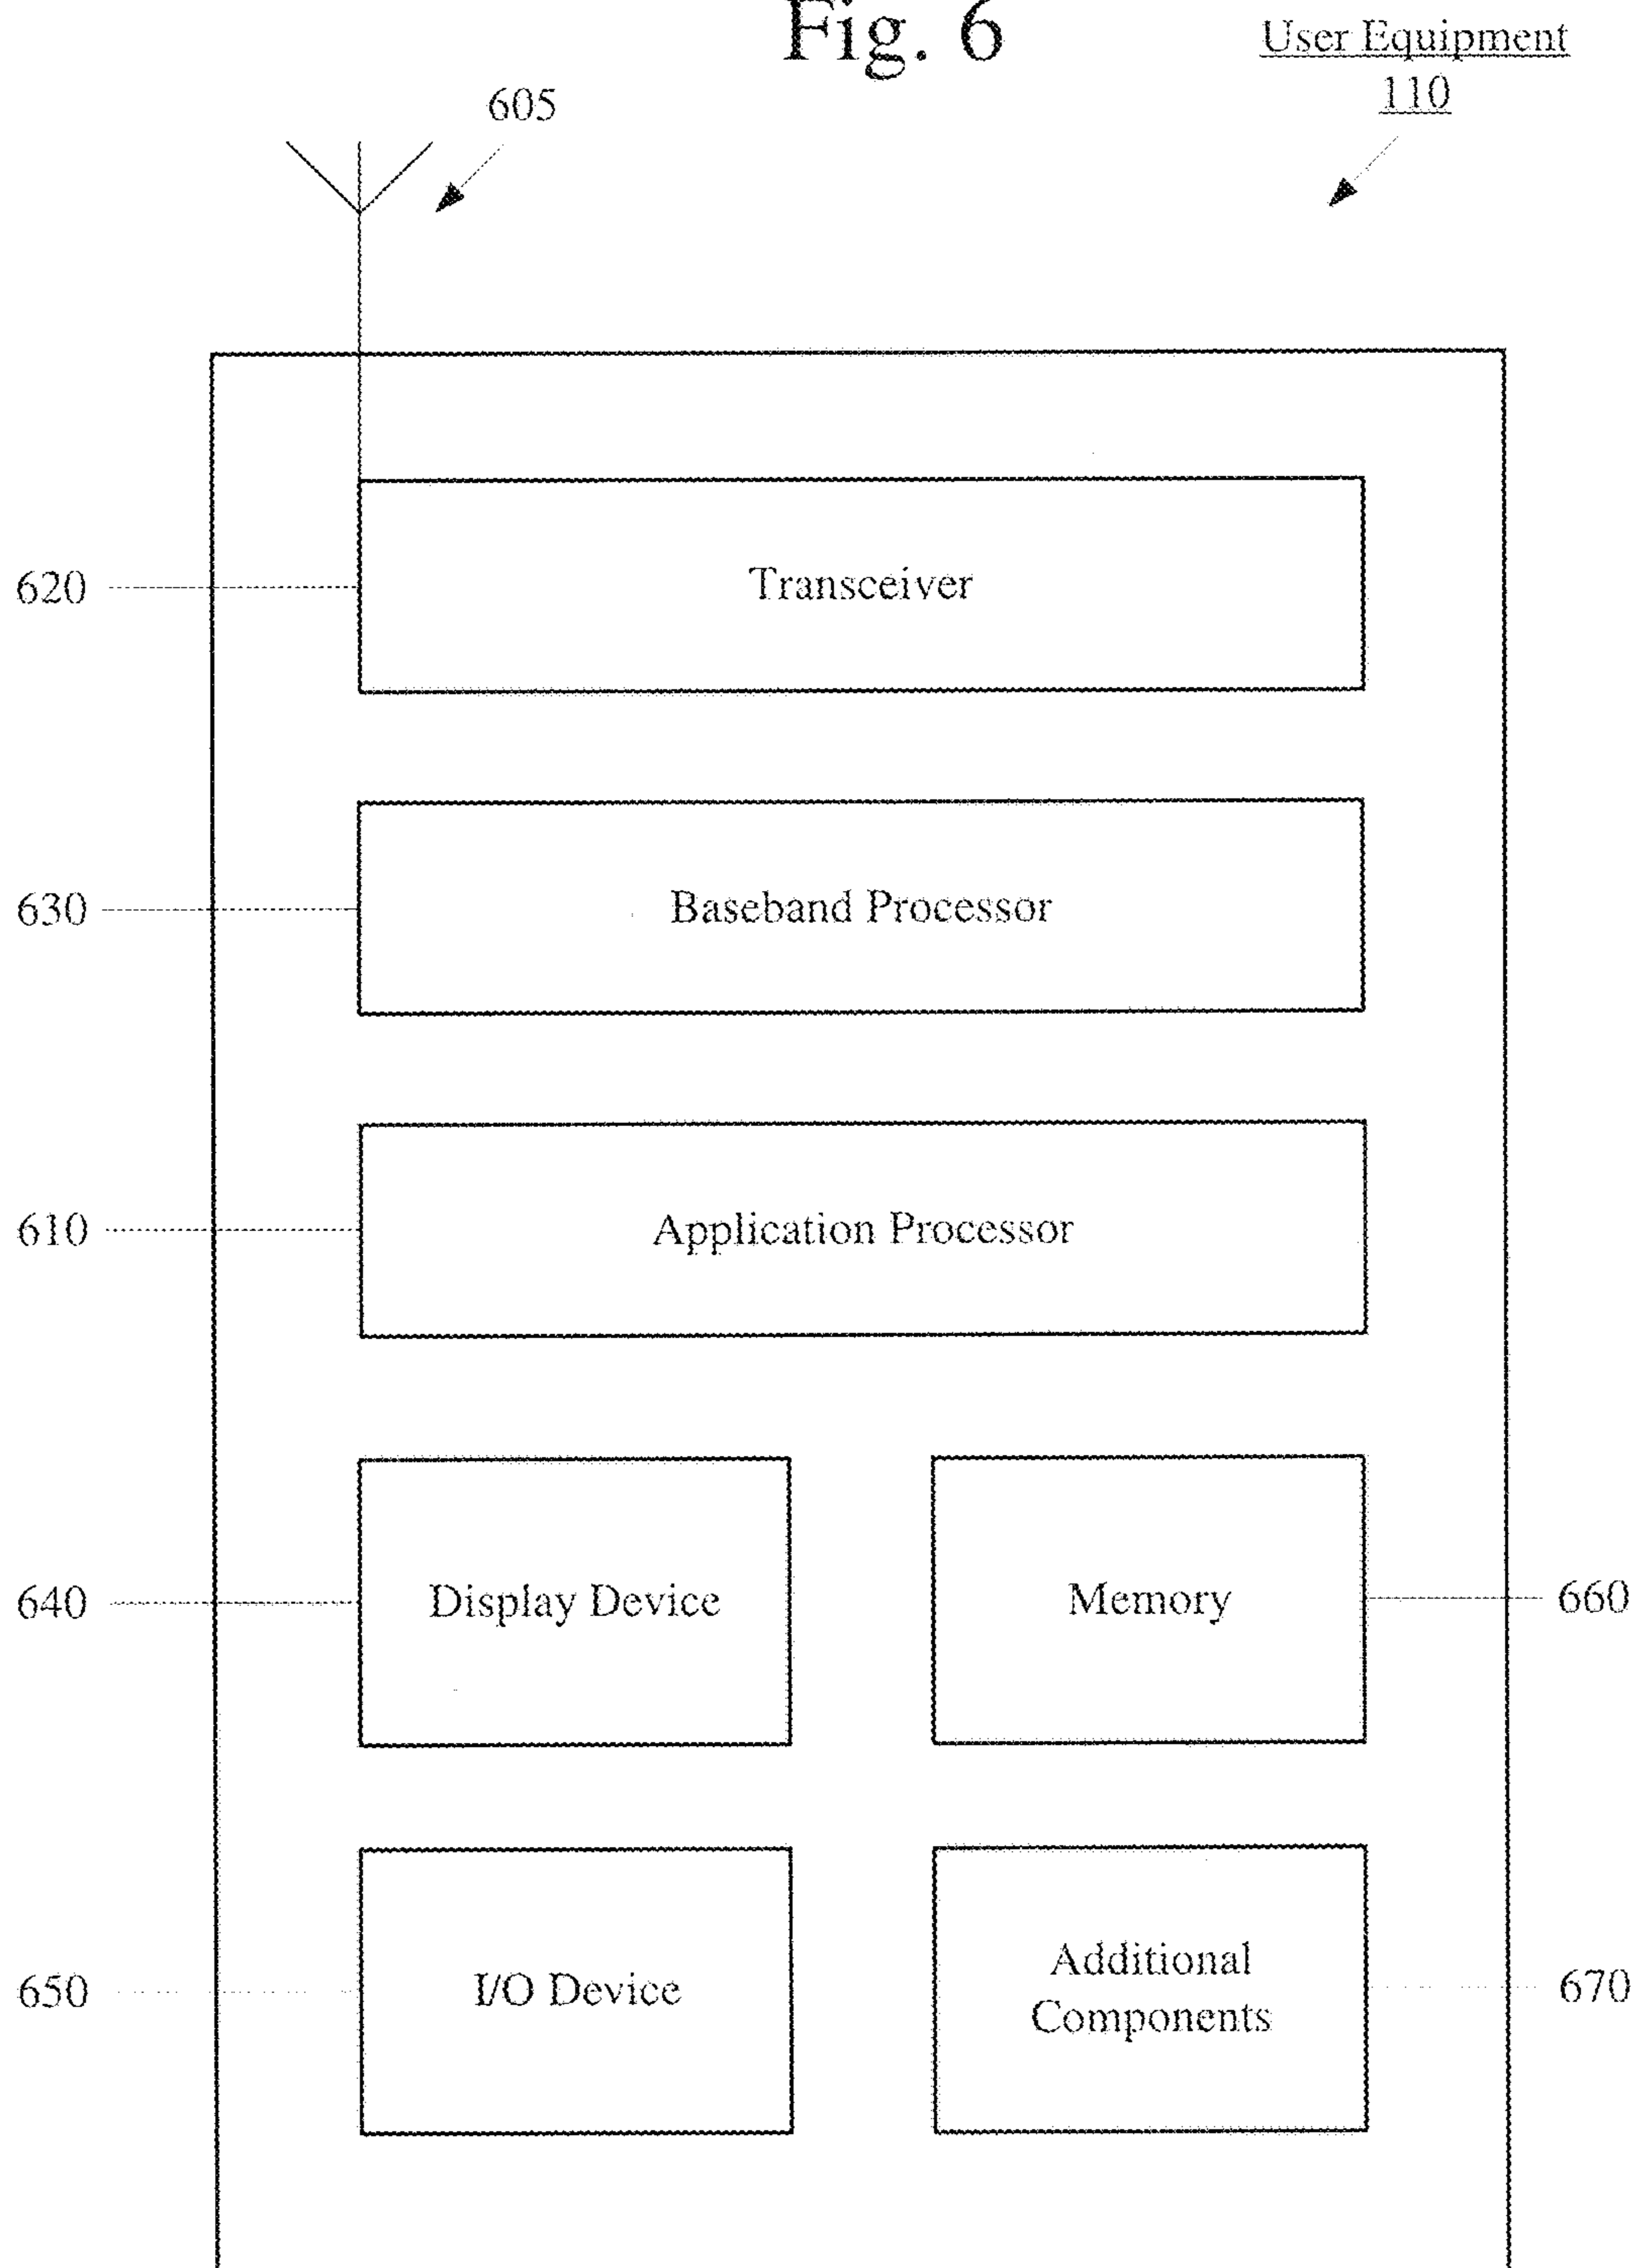 Fig. 6
User Equipment
110
605
620
Transceiver
630
Baseband Processor
610
Application Processor
640
Display Device
Memory
660
650
I/O Device
Additional
Components
670